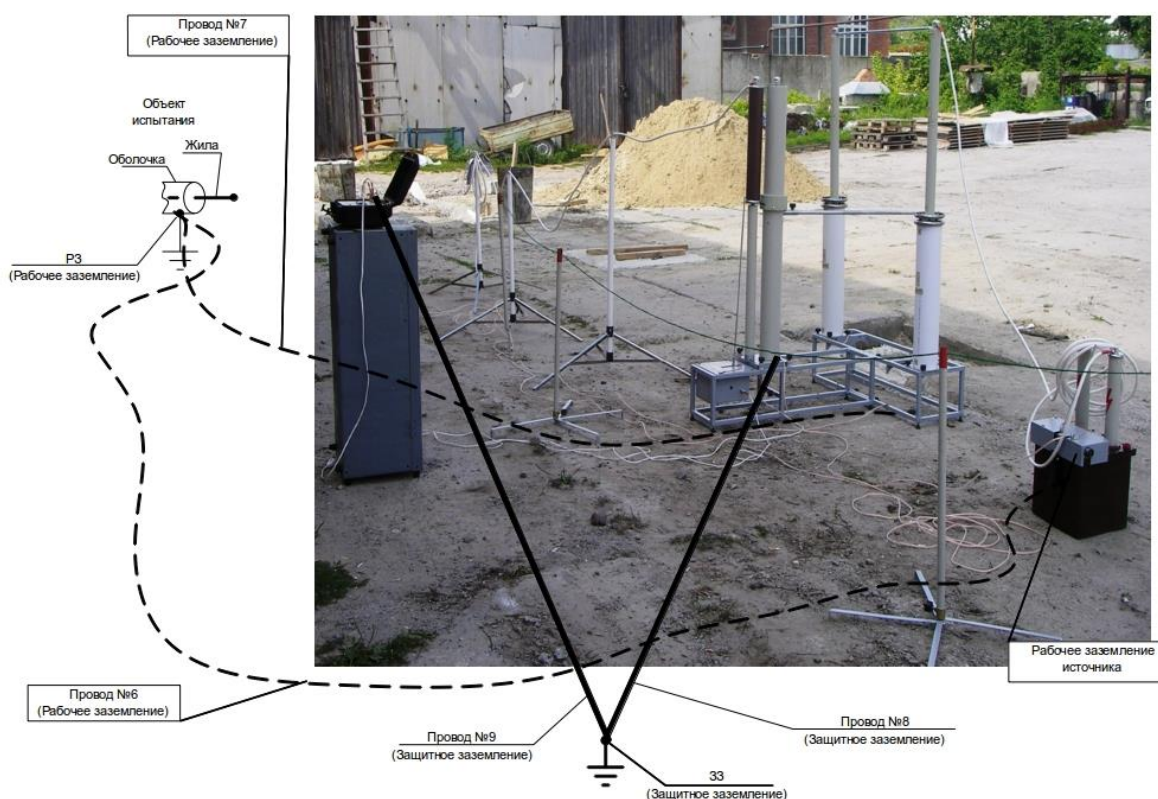 Провод №7
(Рабочее заземление)
Объект
испытания
Жила
Оболочка
РЗ
(Рабочее заземление)
Рабочее заземление
источника
Провод №6
(Рабочее заземление)
Провод №9
(Защитное заземление)
Провод №8
(Защитное заземление)
ЗЗ
(Защитное заземление)